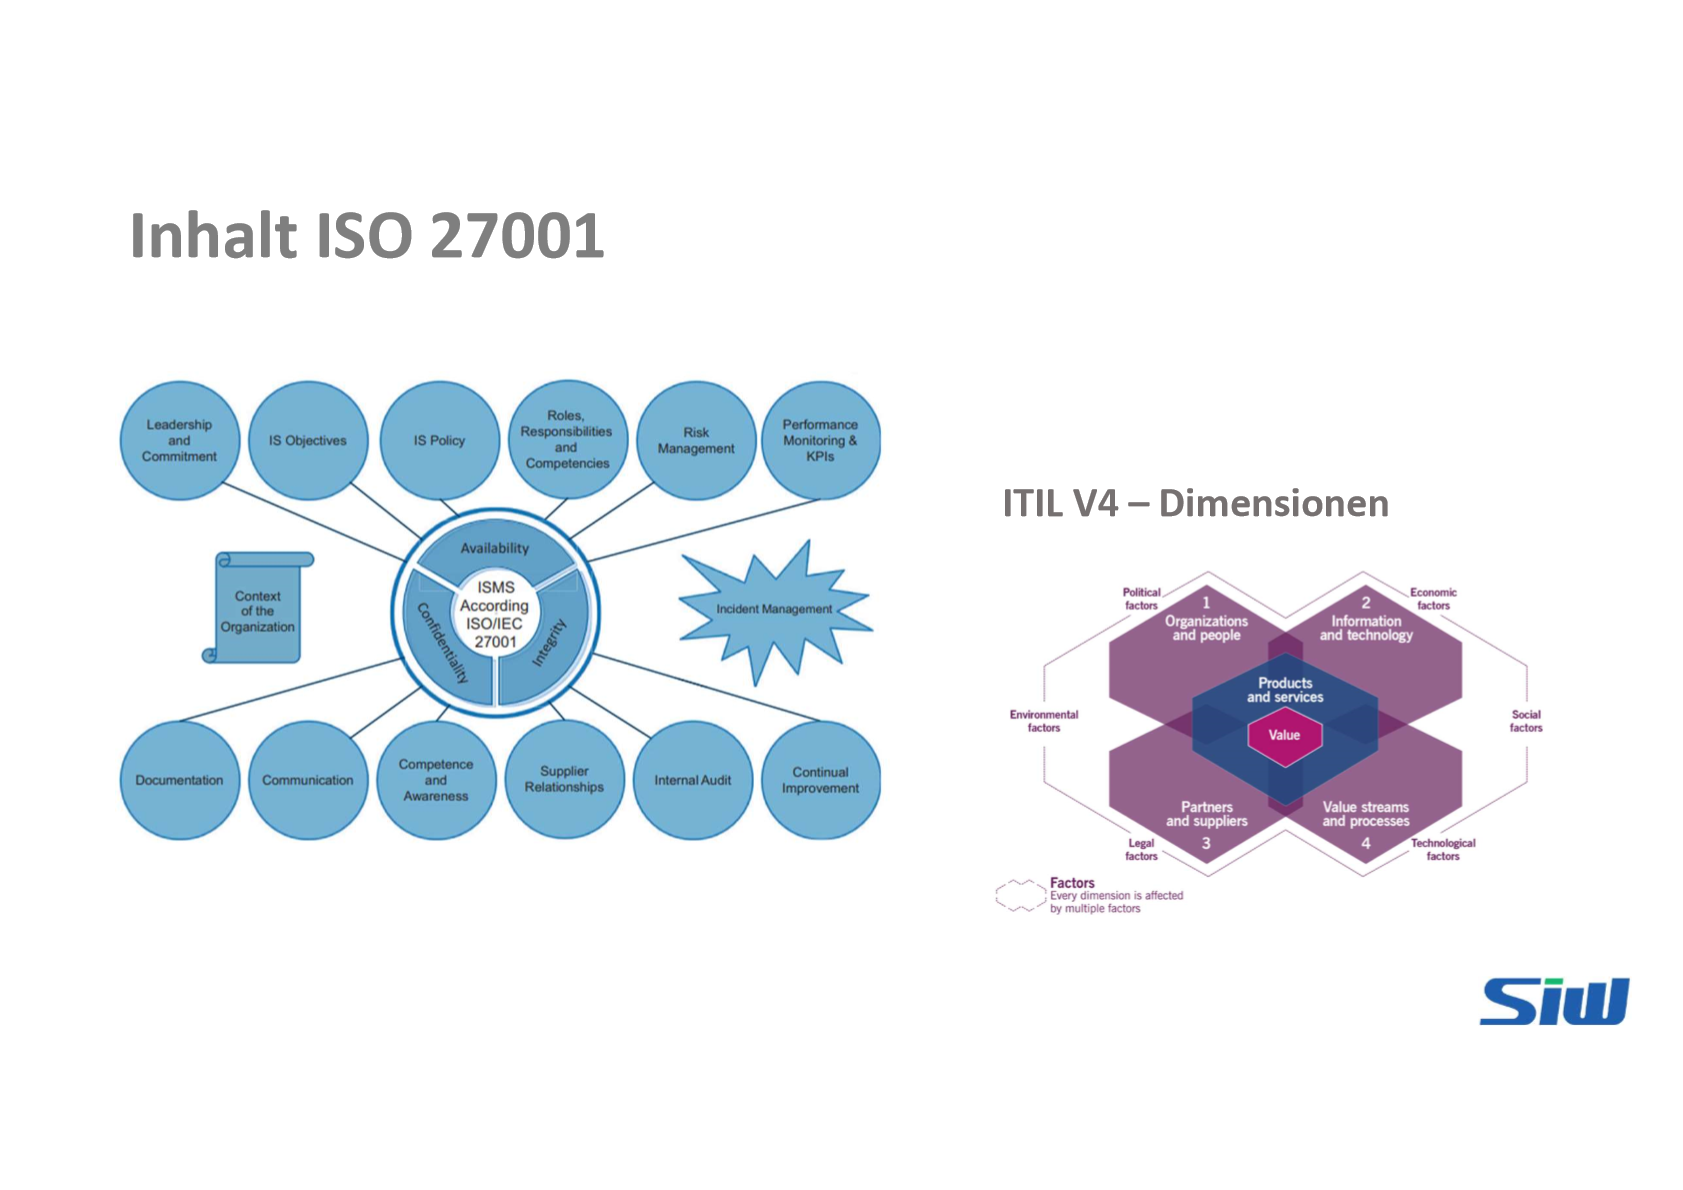 Inhalt ISO 27001
Leadership
and
Commitment
IS Objectives
IS Policy
Roles,
Responsibilities
and
Competencies
Risk
Management
Performance
Monitoring &
KPIs
Context
of the
Organization
Availability
Confidentiality
Integrity
ISMS
According
ISO/IEC
27001
Incident Management
Documentation
Communication
Competence
and
Awareness
Supplier
Relationships
Internal Audit
Continual
Improvement
ITIL V4 – Dimensionen
Political
factors
Economic
factors
1
Organizations
and people
2
Information
and technology
Products
and services
Value
Environmental
factors
Social
factors
Partners
and suppliers
3
Value streams
and processes
4
Legal
factors
Technological
factors
Factors
Every dimension is affected
by multiple factors
Siw